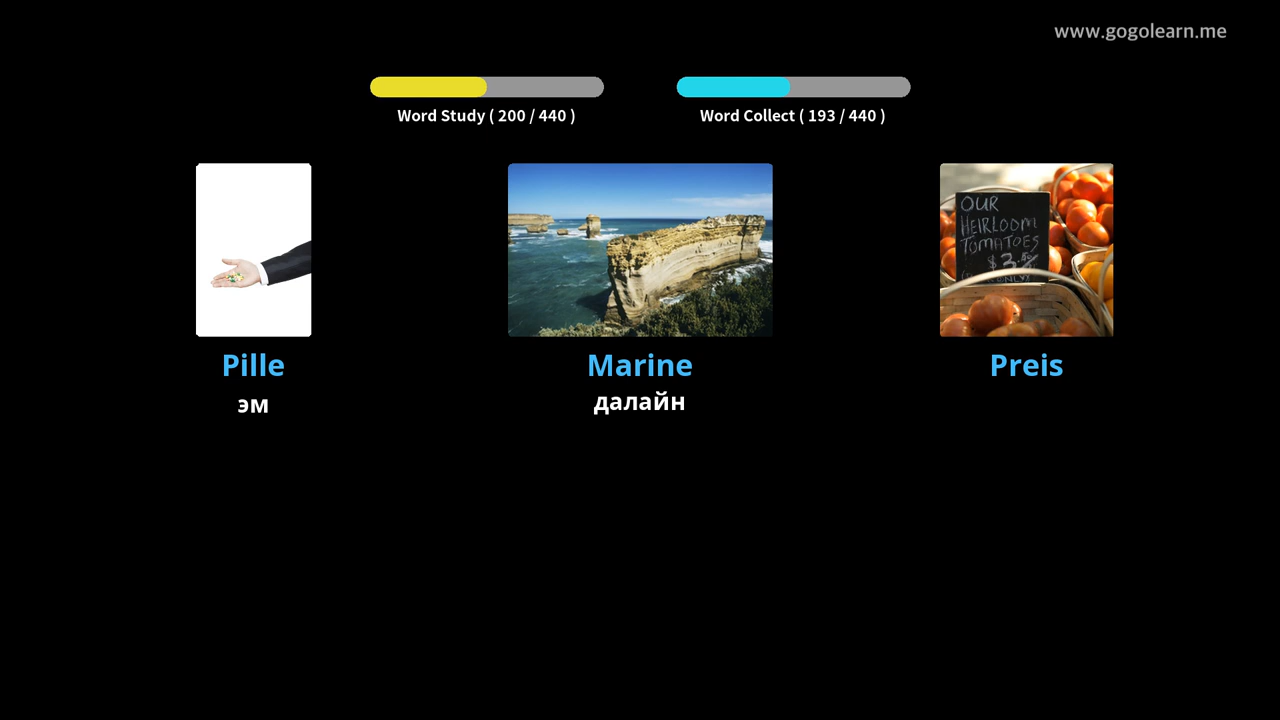 www.gogolearn.me
Word Study ( 200 / 440 )
Word Collect ( 193 / 440 )
OUR
HEIRLOOM
TOMATOES
Pille
Marine
Preis
эм
далайн